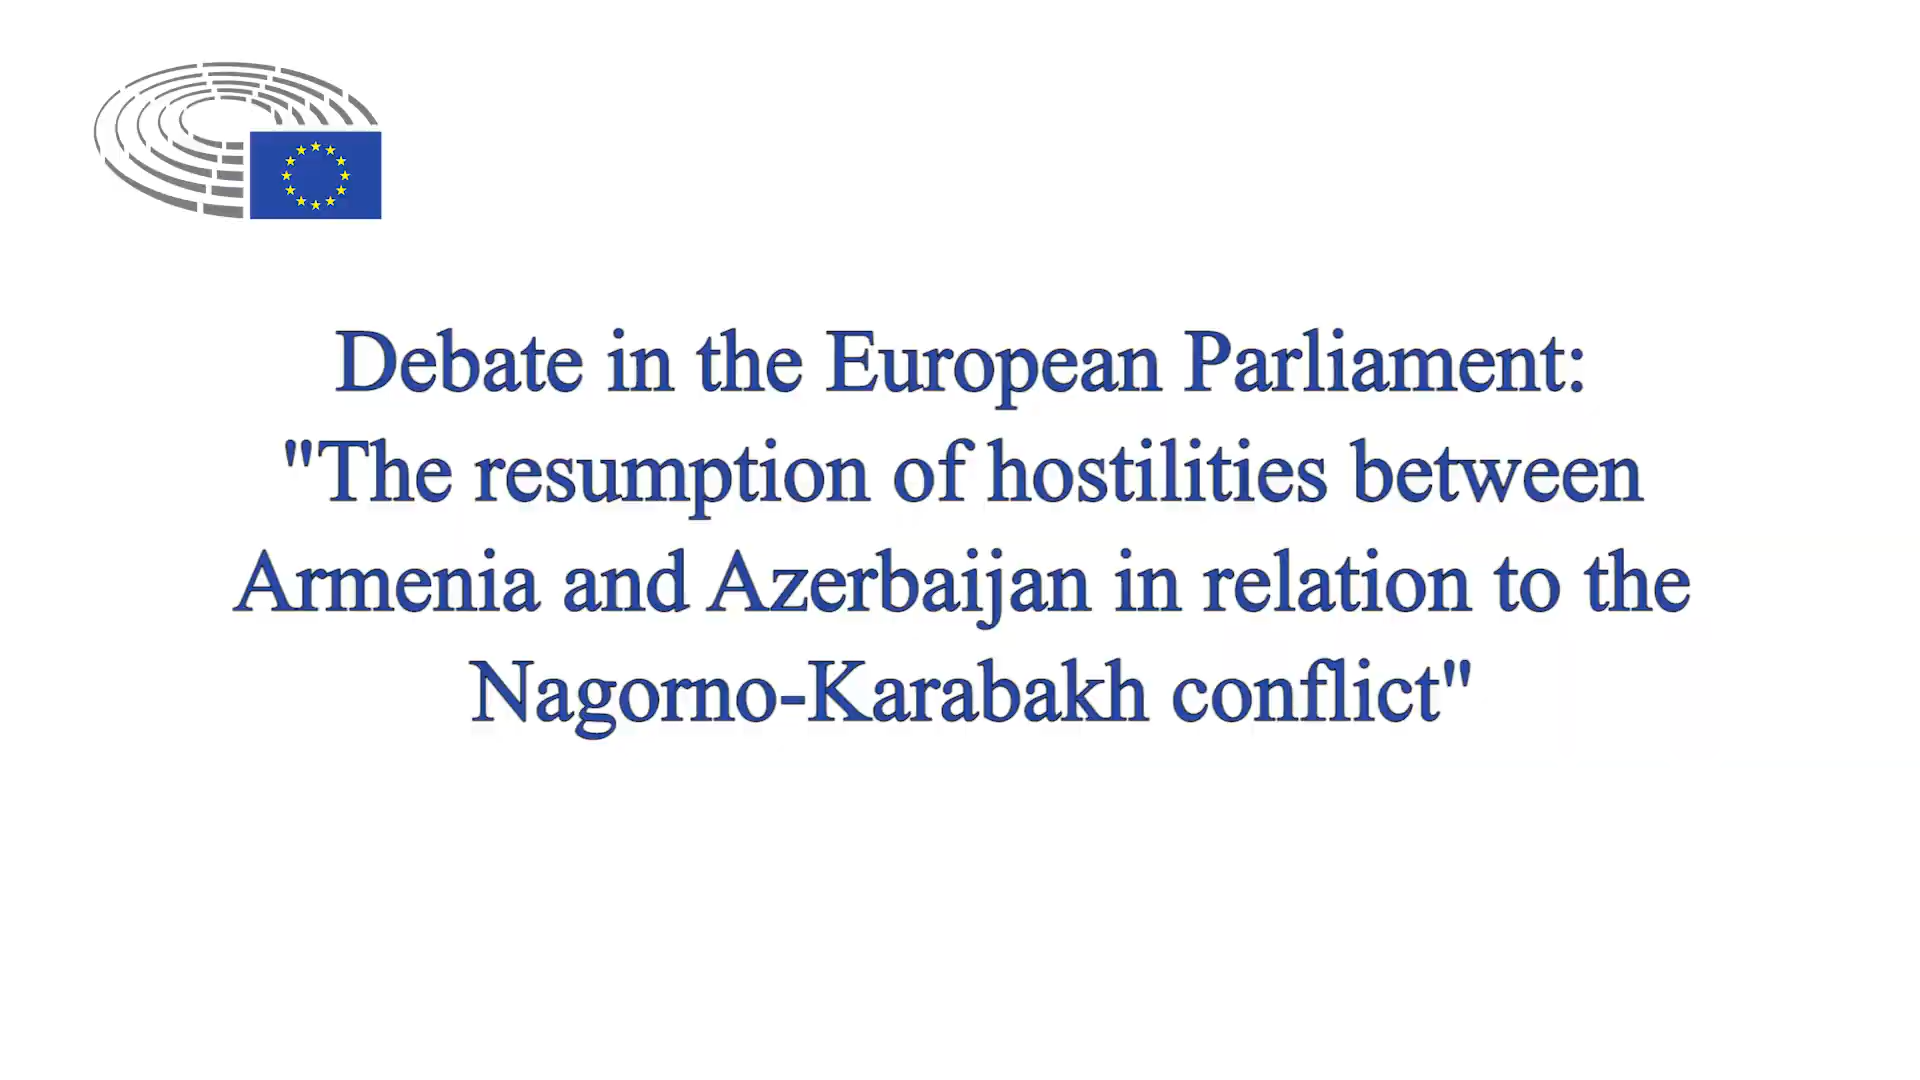 Debate in the European Parliament:
"The resumption of hostilities between
Armenia and Azerbaijan in relation to the
Nagorno-Karabakh conflict"